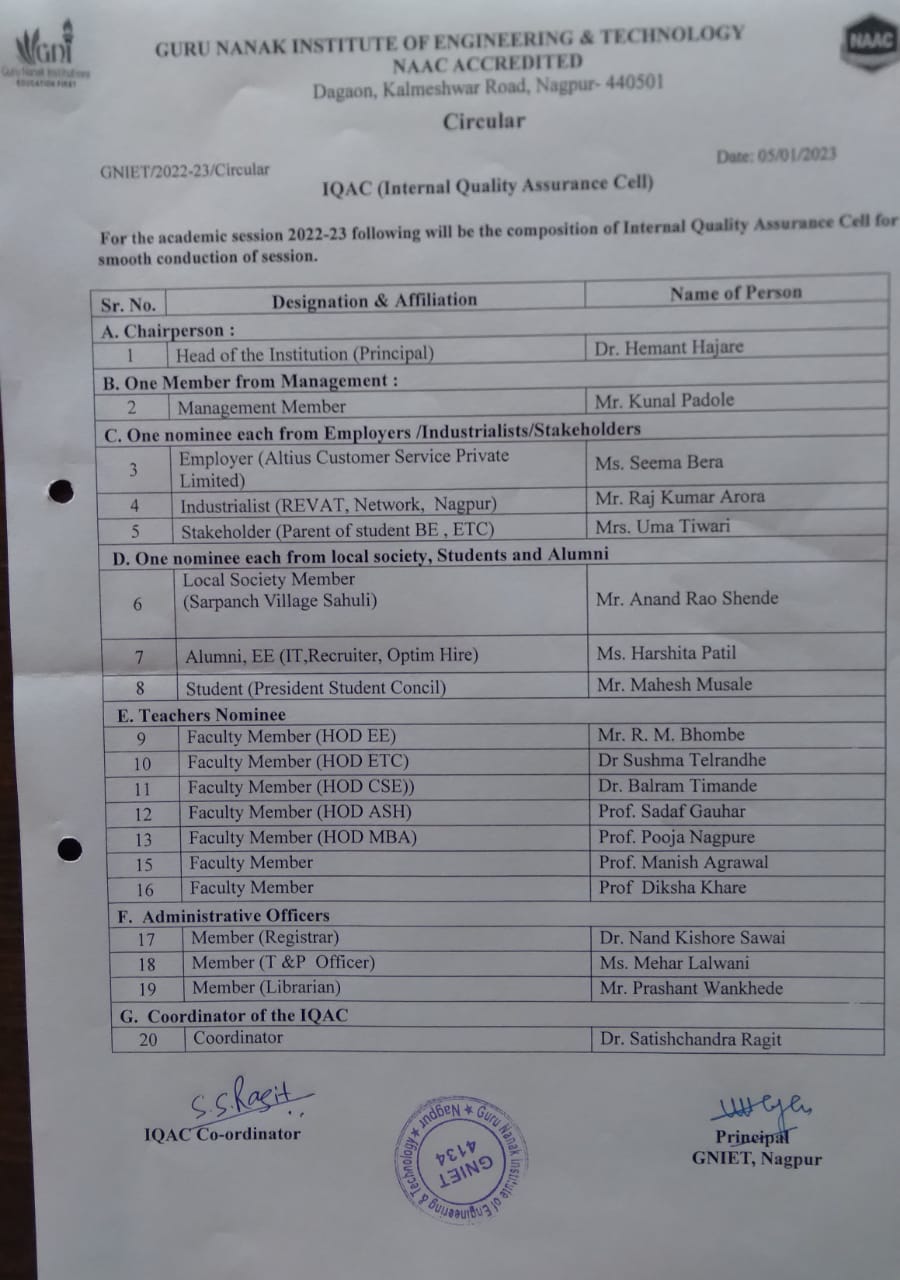 GNI
Guru Nanak Institutions
EDUCATION FIRST
GURU NANAK INSTITUTE OF ENGINEERING & TECHNOLOGY
NAAC
NAAC ACCREDITED
Dagaon, Kalmeshwar Road, Nagpur- 440501
Circular
GNIET/2022-23/Circular
Date: 05/01/2023
IQAC (Internal Quality Assurance Cell)
For the academic session 2022-23 following will be the composition of Internal Quality Assurance Cell for
smooth conduction of session.
Sr. No. Designation & Affiliation Name of Person
A. Chairperson :
1 Head of the Institution (Principal) Dr. Hemant Hajare
B. One Member from Management :
2 Management Member Mr. Kunal Padole
C. One nominee each from Employers /Industrialists/Stakeholders
3 Employer (Altius Customer Service Private
Limited) Ms. Seema Bera
4 Industrialist (REVAT, Network, Nagpur) Mr. Raj Kumar Arora
5 Stakeholder (Parent of student BE , ETC) Mrs. Uma Tiwari
D. One nominee each from local society, Students and Alumni
6 Local Society Member
(Sarpanch Village Sahuli) Mr. Anand Rao Shende
7 Alumni, EE (IT,Recruiter, Optim Hire) Ms. Harshita Patil
8 Student (President Student Concil) Mr. Mahesh Musale
E. Teachers Nominee
9 Faculty Member (HOD EE) Mr. R. M. Bhombe
10 Faculty Member (HOD ETC) Dr Sushma Telrandhe
11 Faculty Member (HOD CSE)) Dr. Balram Timande
12 Faculty Member (HOD ASH) Prof. Sadaf Gauhar
13 Faculty Member (HOD MBA) Prof. Pooja Nagpure
15 Faculty Member Prof. Manish Agrawal
16 Faculty Member Prof Diksha Khare
F. Administrative Officers
17 Member (Registrar) Dr. Nand Kishore Sawai
18 Member (T &P Officer) Ms. Mehar Lalwani
19 Member (Librarian) Mr. Prashant Wankhede
G. Coordinator of the IQAC
20 Coordinator Dr. Satishchandra Ragit
S.S.Ragit
IQAC Co-ordinator
Guru Nanak Institute of Engineering & Technology ★ Nagpur ★
GNIET
4134
Principal
GNIET, Nagpur